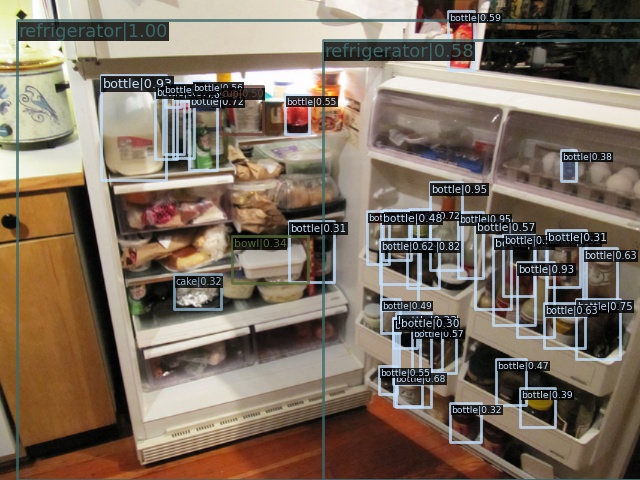 bottle|0.59
refrigerator|1.00
refrigerator|0.58
bottle|0.93
bottle|0.56
bottle|0.72
bottle|0.55
bottle|0.38
bottle|0.95
bottle|0.48
0.72
bottle|0.95
bottle|0.57
bottle|0.31
bowl|0.34
bottle|0.31
bottle|0.62
0.82
bottle|0.63
bottle|0.93
cake|0.32
bottle|0.49
bottle|0.63
bottle|0.75
bottle|0.30
bottle|0.57
bottle|0.47
bottle|0.55
bottle|0.68
bottle|0.39
bottle|0.32